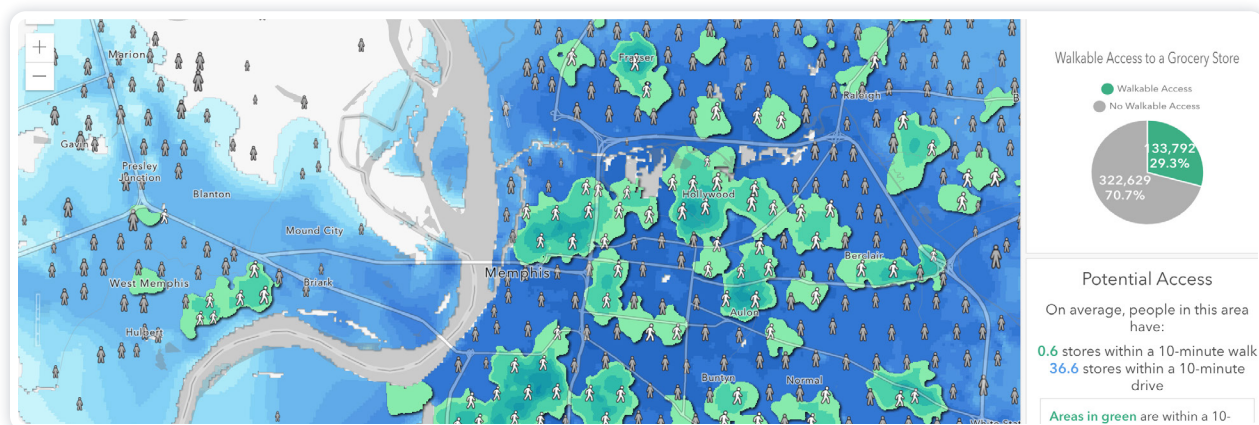 +
−
Marion
Gavin
Presley
Junction
Blanton
Mound City
West Memphis
Briark
Hulbert
Memphis
Frayser
Raleigh
Hollywood
Berclair
Aulon
Buntyn
Normal
Walkable Access to a Grocery Store
Walkable Access
No Walkable Access
133,792
29.3%
322,629
70.7%
Potential Access
On average, people in this area
have:
0.6 stores within a 10-minute walk
36.6 stores within a 10-minute
drive
Areas in green are within a 10-